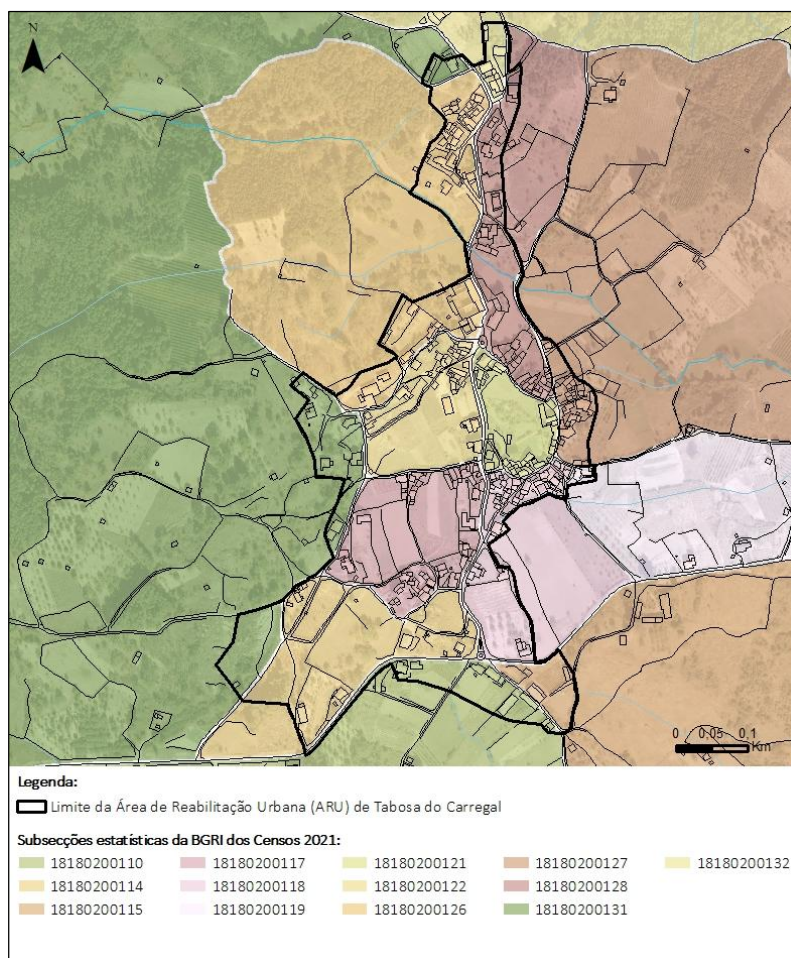 N
0 0,05 0,1
Km
Legenda:
Limite da Área de Reabilitação Urbana (ARU) de Tabosa do Carregal
Subsecções estatísticas da BGRI dos Censos 2021:
18180200110 18180200117 18180200121 18180200127 18180200132
18180200114 18180200118 18180200122 18180200128
18180200115 18180200119 18180200126 18180200131